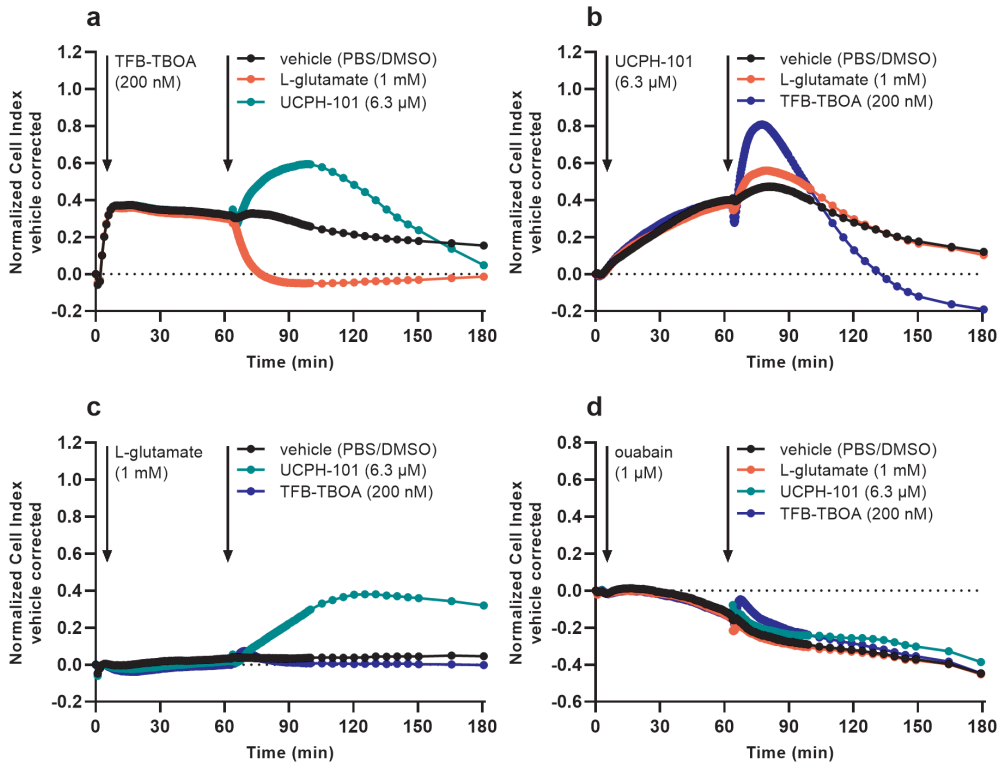 a
TFB-TBOA
(200 nM)
vehicle (PBS/DMSO)
L-glutamate (1 mM)
UCPH-101 (6.3 µM)
Normalized Cell Index
vehicle corrected
1.2
1.0
0.8
0.6
0.4
0.2
0.0
-0.2
0 30 60 90 120 150 180
Time (min)
b
UCPH-101
(6.3 µM)
vehicle (PBS/DMSO)
L-glutamate (1 mM)
TFB-TBOA (200 nM)
Normalized Cell Index
vehicle corrected
1.2
1.0
0.8
0.6
0.4
0.2
0.0
-0.2
0 30 60 90 120 150 180
Time (min)
c
L-glutamate
(1 mM)
vehicle (PBS/DMSO)
UCPH-101 (6.3 µM)
TFB-TBOA (200 nM)
Normalized Cell Index
vehicle corrected
1.2
1.0
0.8
0.6
0.4
0.2
0.0
-0.2
0 30 60 90 120 150 180
Time (min)
d
ouabain
(1 µM)
vehicle (PBS/DMSO)
L-glutamate (1 mM)
UCPH-101 (6.3 µM)
TFB-TBOA (200 nM)
Normalized Cell Index
vehicle corrected
0.8
0.6
0.4
0.2
-0.0
-0.2
-0.4
-0.6
0 30 60 90 120 150 180
Time (min)